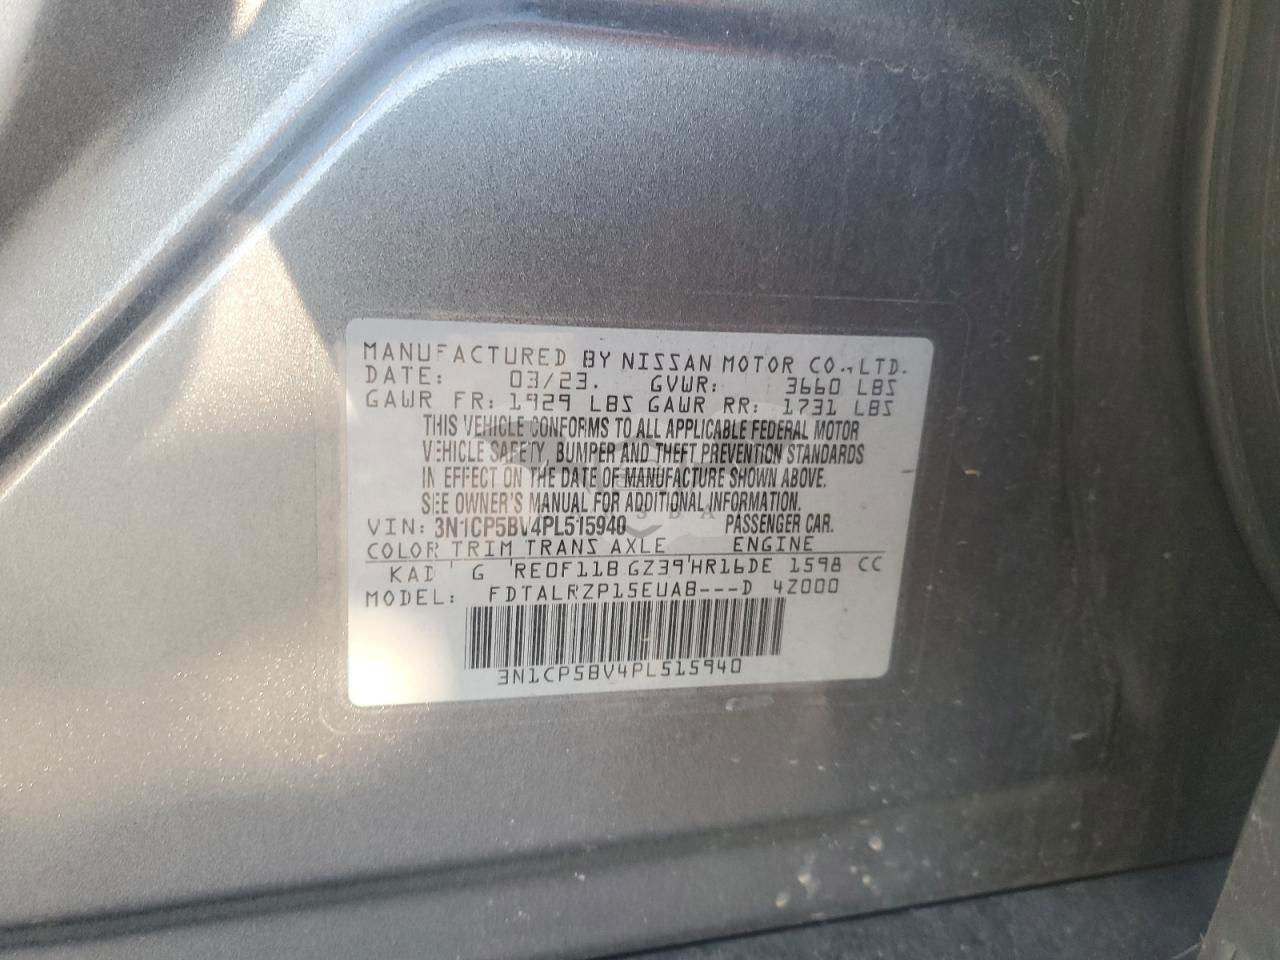 MANUFACTURED BY NISSAN MOTOR CO., LTD.
DATE: 03/23. GVWR: 3660 LBS
GAWR FR: 1929 LBS GAWR RR: 1731 LBS
THIS VEHICLE CONFORMS TO ALL APPLICABLE FEDERAL MOTOR
VEHICLE SAFETY, BUMPER AND THEFT PREVENTION STANDARDS
IN EFFECT ON THE DATE OF MANUFACTURE SHOWN ABOVE.
SEE OWNER'S MANUAL FOR ADDITIONAL INFORMATION.
VIN: 3N1CP5BV4PL515940 PASSENGER CAR.
COLOR TRIM TRANS AXLE ENGINE
KAD ' G 'RE0F11B GZ39'HR16DE 1598 CC
MODEL: FDTALRZP15EUAB---D 4Z000
3N1CP5BV4PL515940